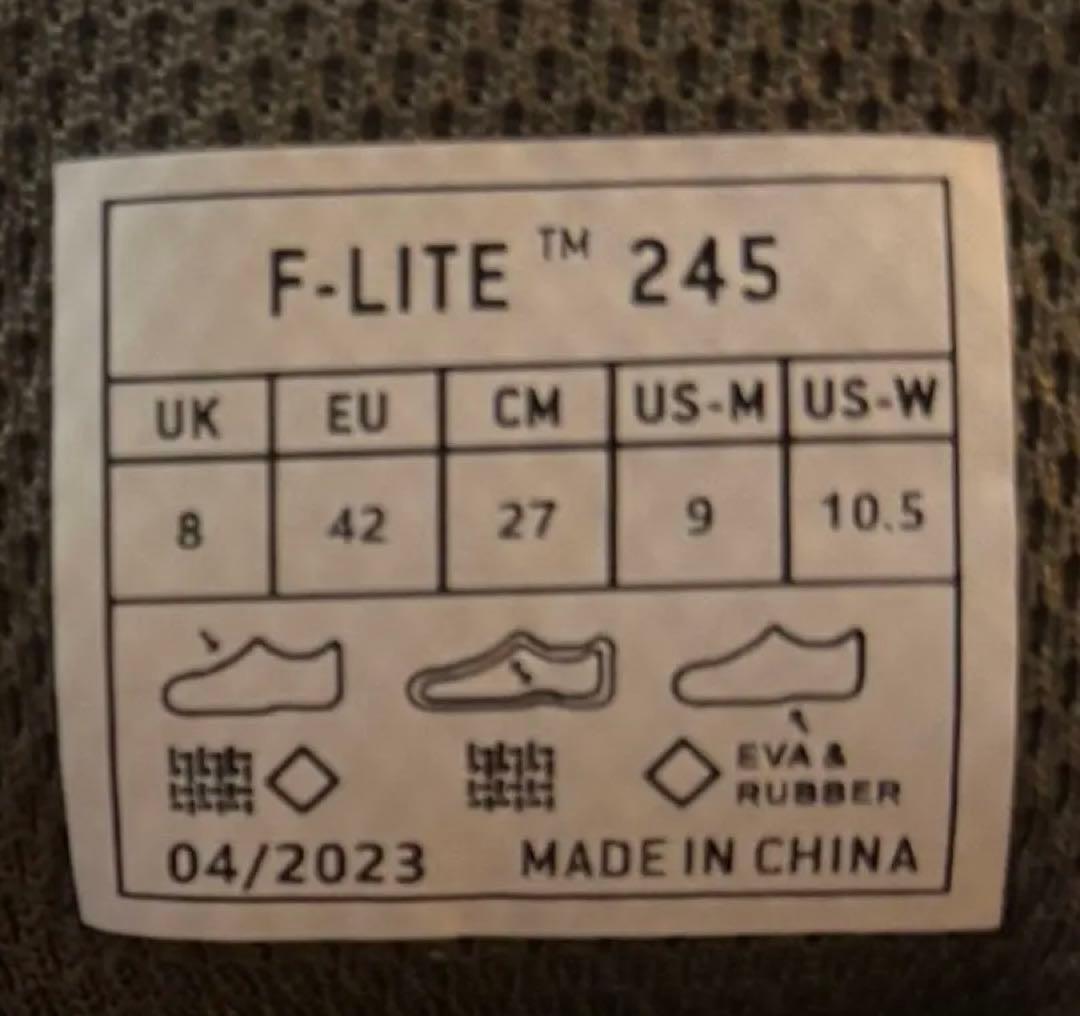 F-LITE ™ 245
UK EU CM US-M US-W
8 42 27 9 10.5
EVA &
RUBBER
04/2023 MADE IN CHINA